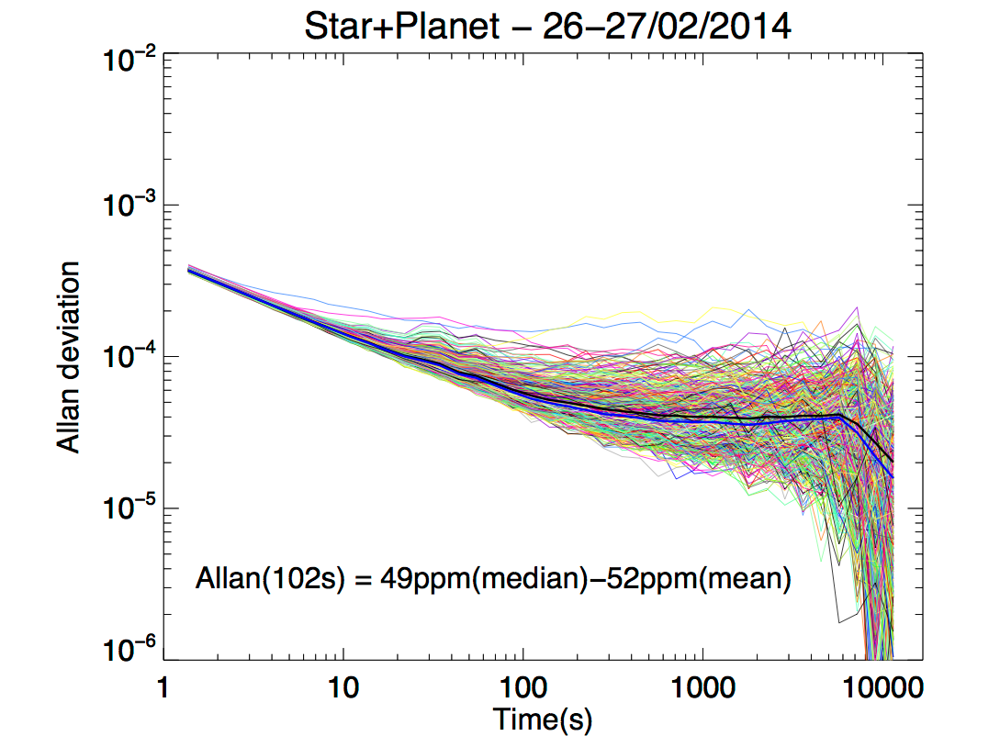 Star+Planet − 26−27/02/2014
10⁻²
10⁻³
10⁻⁴
10⁻⁵
10⁻⁶
Allan deviation
Allan(102s) = 49ppm(median)−52ppm(mean)
1 10 100 1000 10000
Time(s)